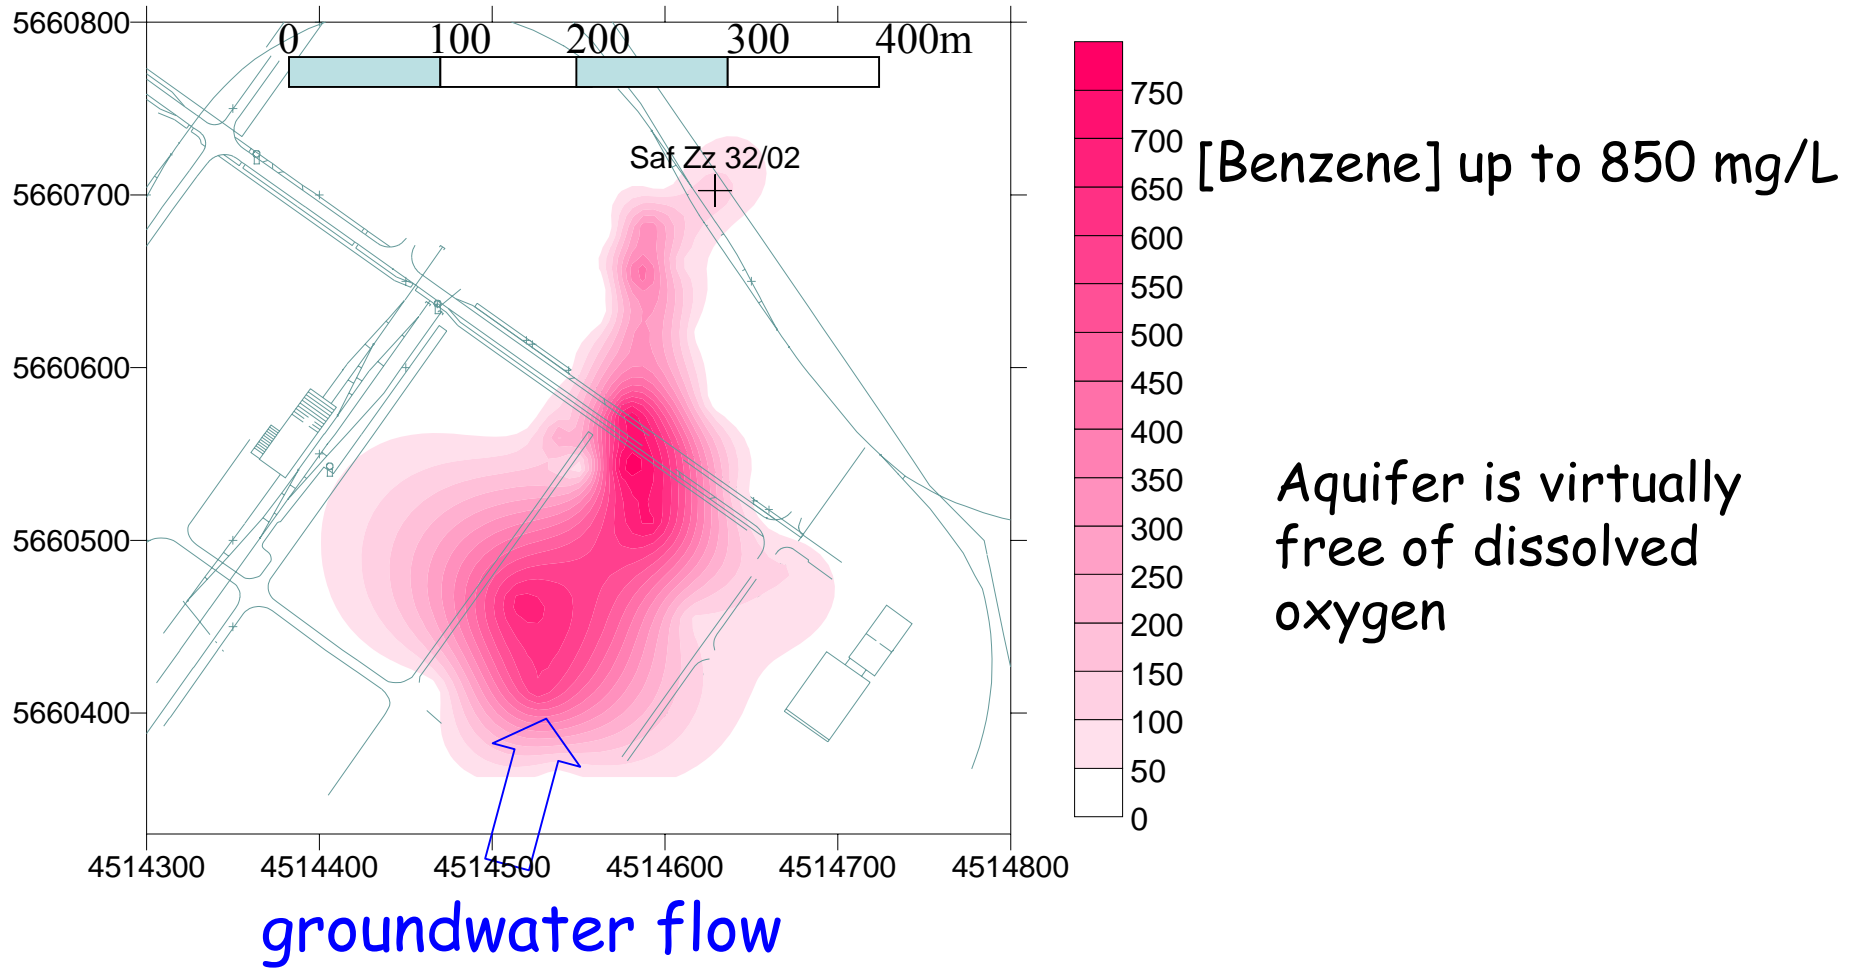 5660800
5660700
5660600
5660500
5660400
0 100 200 300 400m
Saf Zz 32/02
4514300 4514400 4514500 4514600 4514700 4514800
groundwater flow
750
700
650
600
550
500
450
400
350
300
250
200
150
100
50
0
[Benzene] up to 850 mg/L
Aquifer is virtually
free of dissolved
oxygen